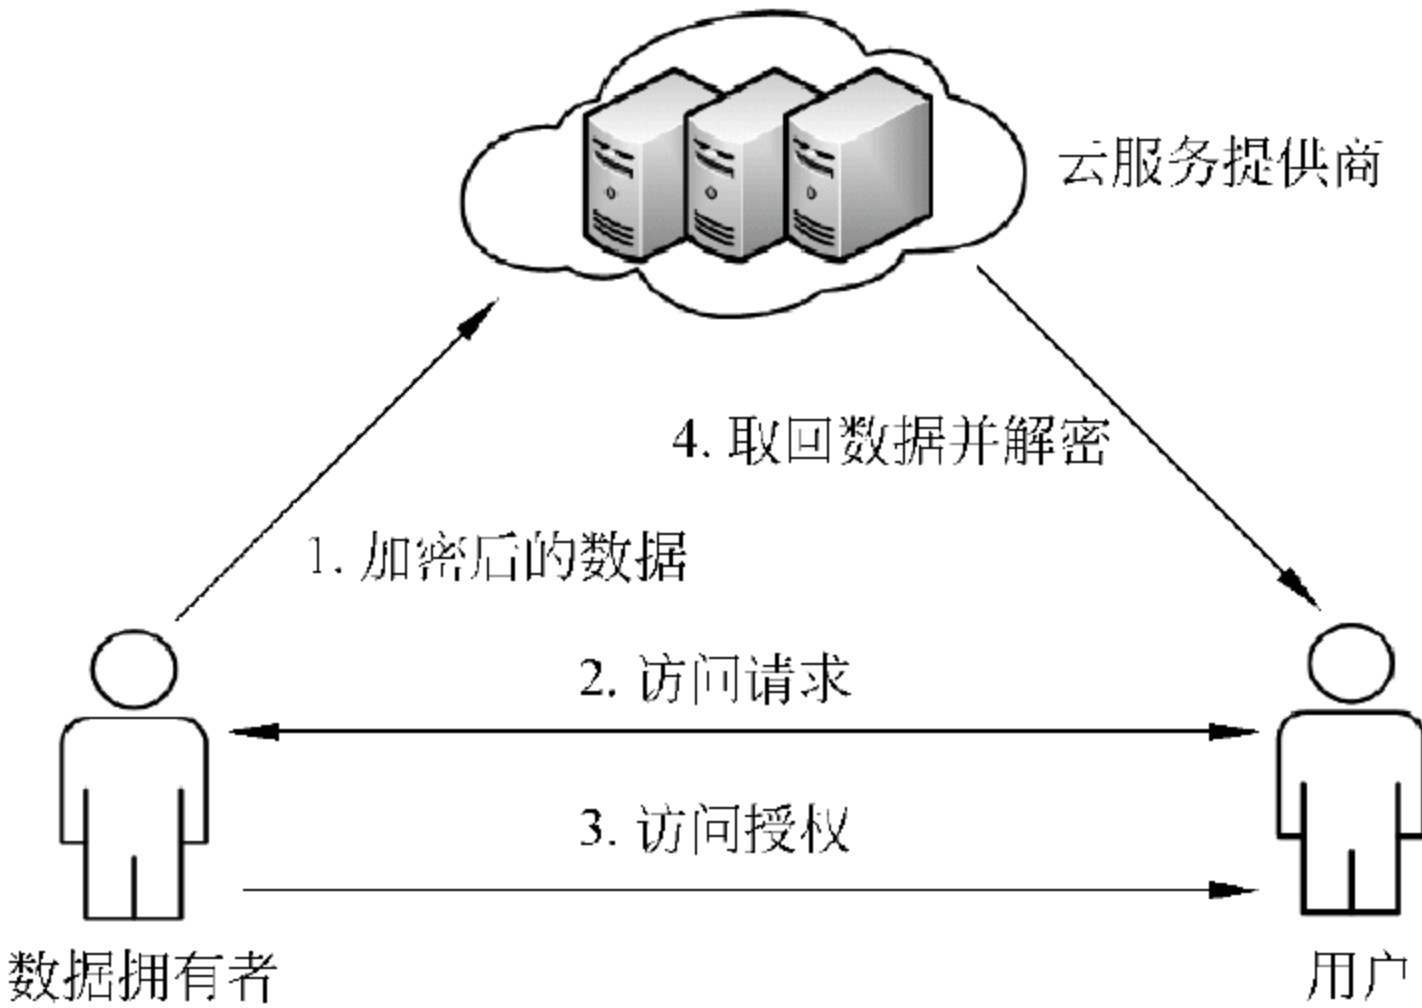 云服务提供商
4. 取回数据并解密
1. 加密后的数据
2. 访问请求
3. 访问授权
数据拥有者
用户